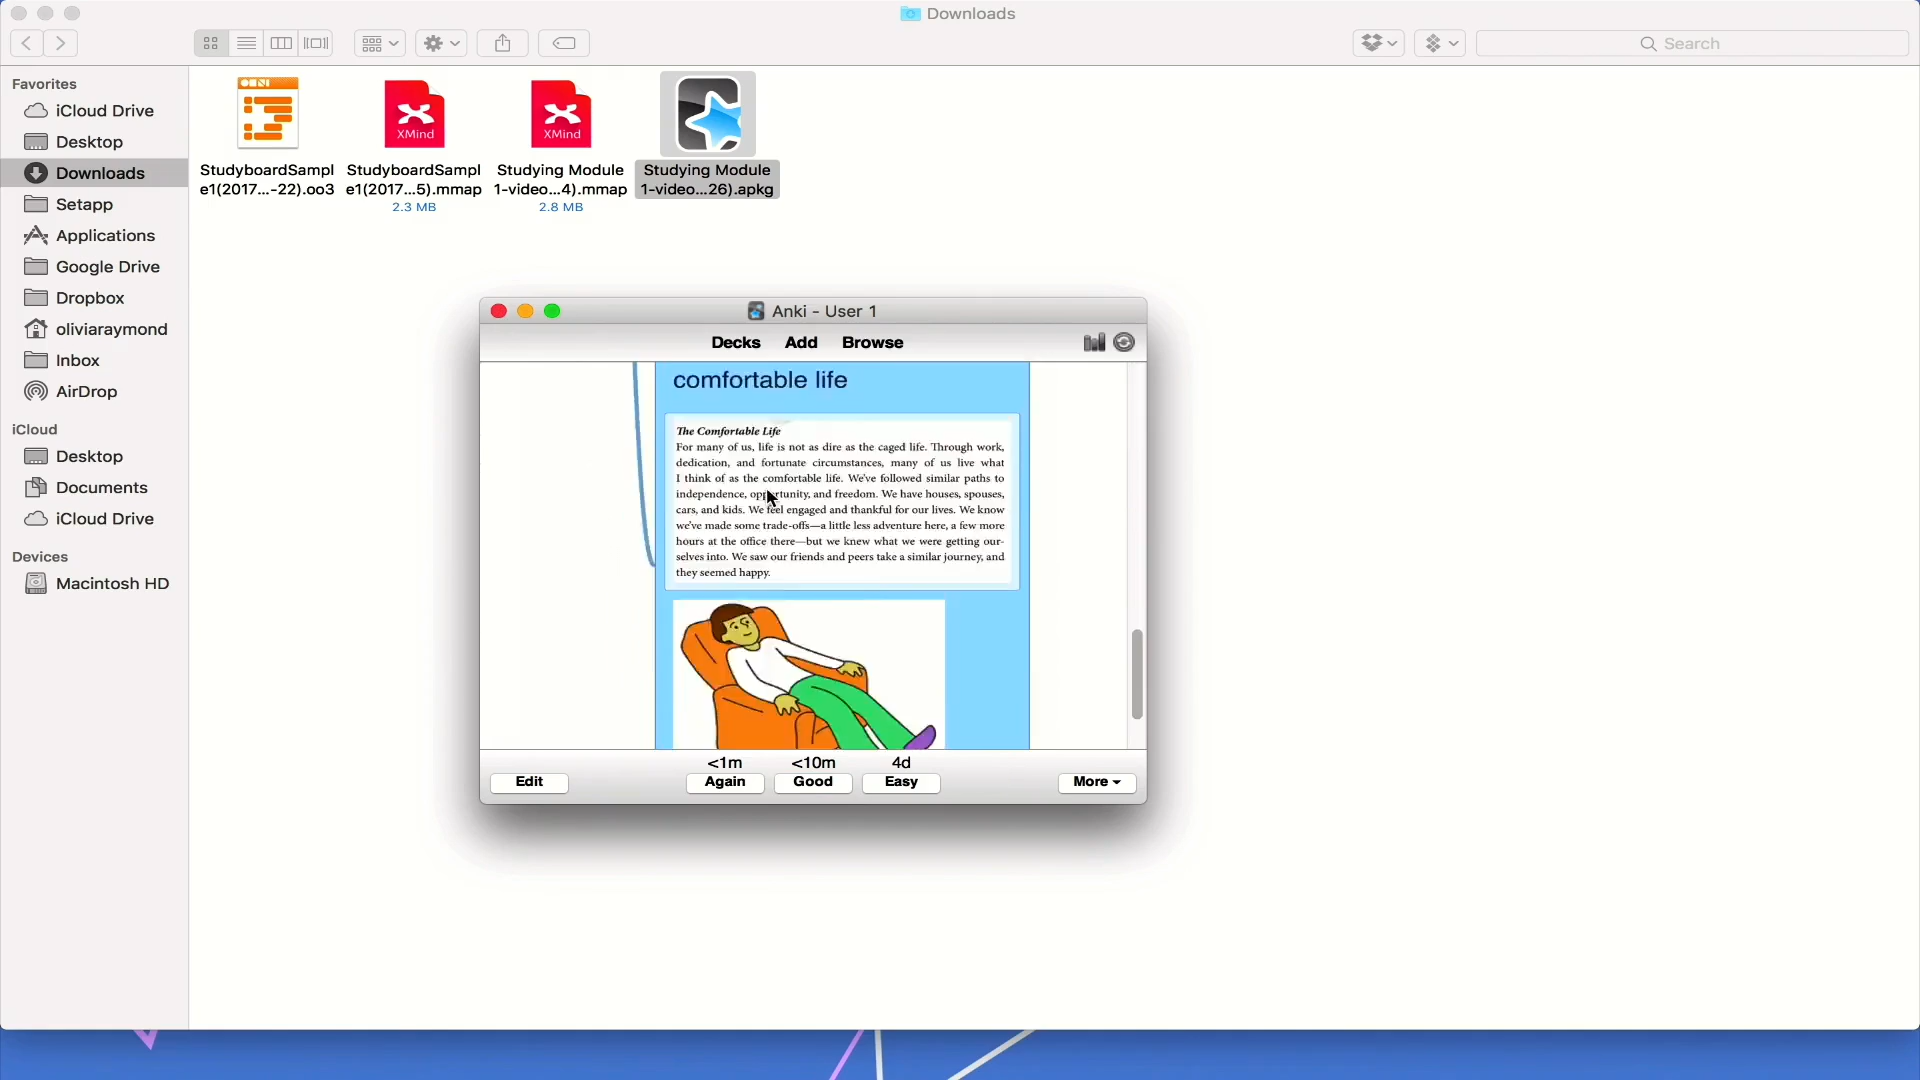 Downloads
Search
Favorites
iCloud Drive
Desktop
Downloads
Setapp
Applications
Google Drive
Dropbox
oliviaraymond
Inbox
AirDrop
iCloud
Desktop
Documents
iCloud Drive
Devices
Macintosh HD
XMind
XMind
StudyboardSampl
e1(2017...-22).oo3
StudyboardSampl
e1(2017...5).mmap
2.3 MB
Studying Module
1-video...4).mmap
2.8 MB
Studying Module
1-video...26).apkg
Anki - User 1
Decks Add Browse
comfortable life
The Comfortable Life
For many of us, life is not as dire as the caged life. Through work,
dedication, and fortunate circumstances, many of us live what
I think of as the comfortable life. We've followed similar paths to
independence, opportunity, and freedom. We have houses, spouses,
cars, and kids. We feel engaged and thankful for our lives. We know
we've made some trade-offs—a little less adventure here, a few more
hours at the office there—but we knew what we were getting our-
selves into. We saw our friends and peers take a similar journey, and
they seemed happy.
<1m <10m 4d
Edit Again Good Easy More